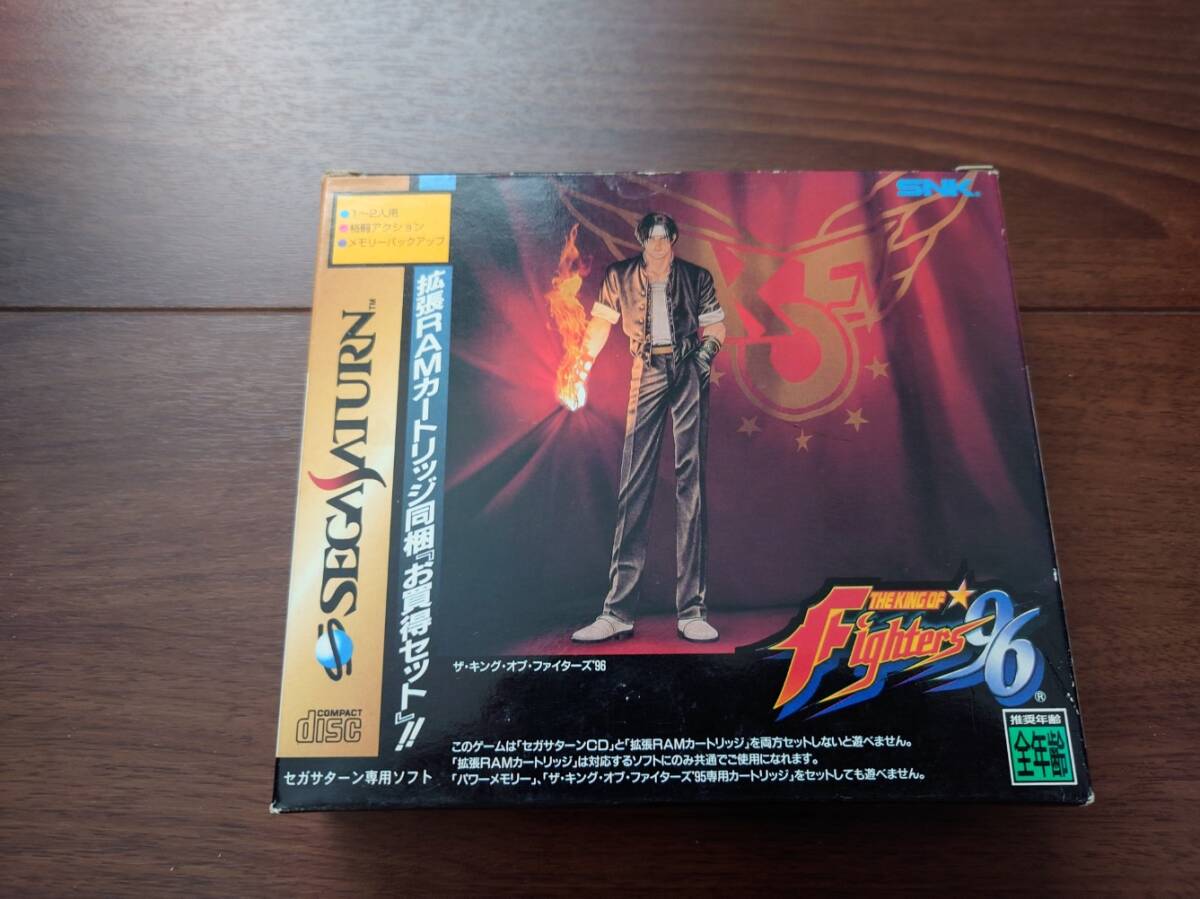 ●1〜2人用
●格闘アクション
●メモリーバックアップ
SEGA SATURN™
COMPACT
disc
セガサターン専用ソフト
拡張RAMカートリッジ同梱『お買得セット』!!
SNK®
KOF
ザ・キング・オブ・ファイターズ'96
THE KING OF
Fighters '96®
このゲームは「セガサターンCD」と「拡張RAMカートリッジ」を両方セットしないと遊べません。
「拡張RAMカートリッジ」は対応するソフトにのみ共通でご使用になれます。
「パワーメモリー」、「ザ・キング・オブ・ファイターズ'95専用カートリッジ」をセットしても遊べません。
推奨年齢
全年齢